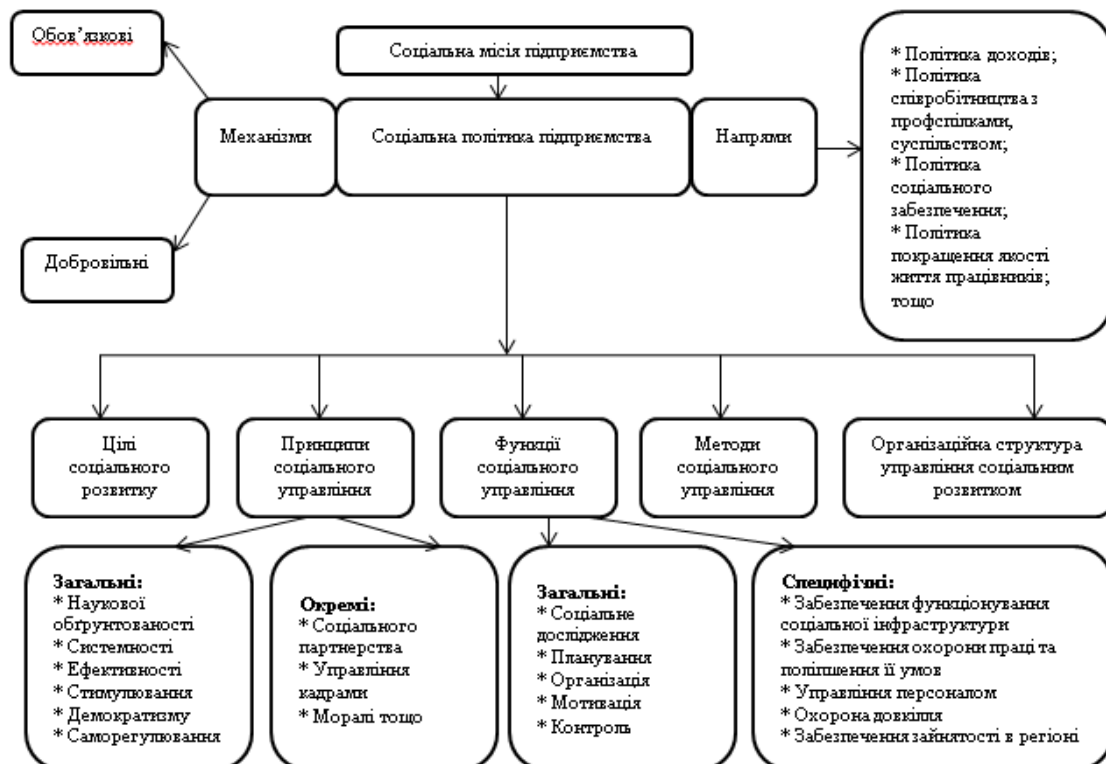 Обов’язкові
Соціальна місія підприємства
Механізми
Соціальна політика підприємства
Напрями
* Політика доходів;
* Політика
співробітництва з
профспілками,
суспільством;
* Політика
соціального
забезпечення;
* Політика
покращення якості
життя працівників;
тощо
Добровільні
Цілі
соціального
розвитку
Принципи
соціального
управління
Функції
соціального
управління
Методи
соціального
управління
Організаційна структура
управління соціальним
розвитком
Загальні:
* Наукової
обґрунтованості
* Системності
* Ефективності
* Стимулювання
* Демократизму
* Саморегулювання
Окремі:
* Соціального
партнерства
* Управління
кадрами
* Моралі тощо
Загальні:
* Соціальне
дослідження
* Планування
* Організація
* Мотивація
* Контроль
Специфічні:
* Забезпечення функціонування
соціальної інфраструктури
* Забезпечення охорони праці та
поліпшення її умов
* Управління персоналом
* Охорона довкілля
* Забезпечення зайнятості в регіоні